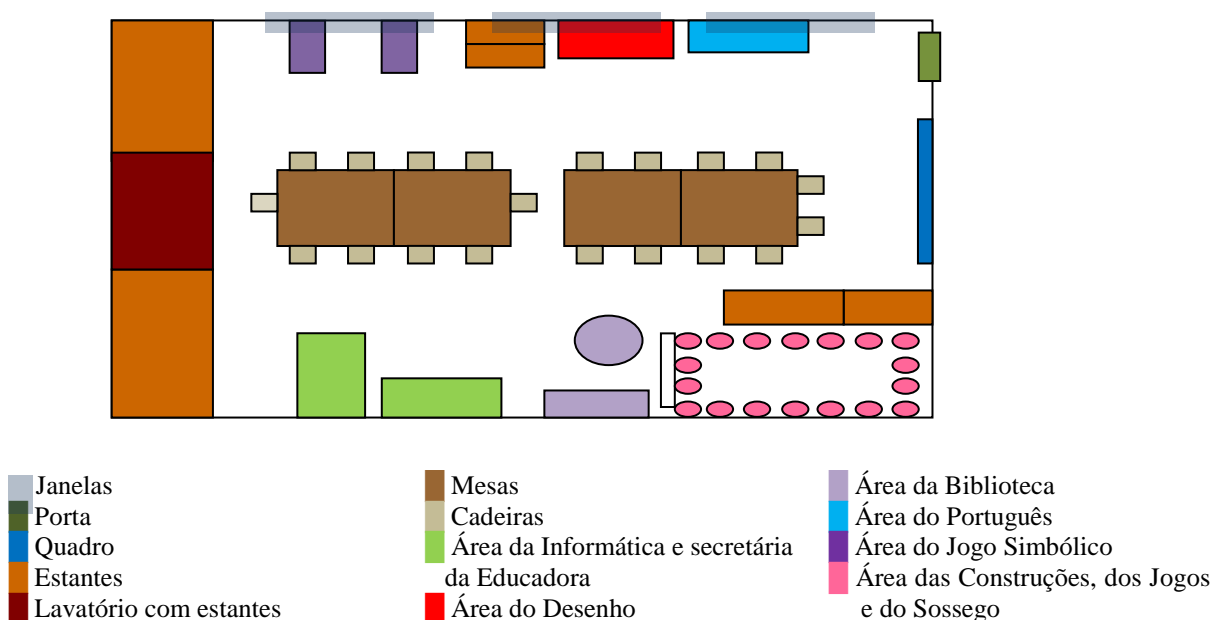 Janelas
Porta
Quadro
Estantes
Lavatório com estantes
Mesas
Cadeiras
Área da Informática e secretária
da Educadora
Área do Desenho
Área da Biblioteca
Área do Português
Área do Jogo Simbólico
Área das Construções, dos Jogos
e do Sossego